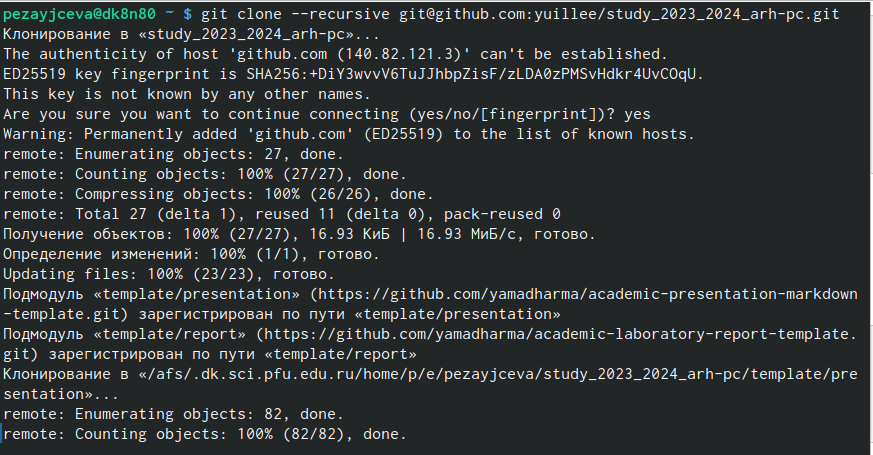 pezayjceva@dk8n80 ~ $ git clone --recursive git@github.com:yuillee/study_2023_2024_arh-pc.git
Клонирование в «study_2023_2024_arh-pc»...
The authenticity of host 'github.com (140.82.121.3)' can't be established.
ED25519 key fingerprint is SHA256:+DiY3wvvV6TuJJhbpZisF/zLDA0zPMSvHdkr4UvCOqU.
This key is not known by any other names.
Are you sure you want to continue connecting (yes/no/[fingerprint])? yes
Warning: Permanently added 'github.com' (ED25519) to the list of known hosts.
remote: Enumerating objects: 27, done.
remote: Counting objects: 100% (27/27), done.
remote: Compressing objects: 100% (26/26), done.
remote: Total 27 (delta 1), reused 11 (delta 0), pack-reused 0
Получение объектов: 100% (27/27), 16.93 КиБ | 16.93 МиБ/с, готово.
Определение изменений: 100% (1/1), готово.
Updating files: 100% (23/23), готово.
Подмодуль «template/presentation» (https://github.com/yamadharma/academic-presentation-markdown
-template.git) зарегистрирован по пути «template/presentation»
Подмодуль «template/report» (https://github.com/yamadharma/academic-laboratory-report-template.
git) зарегистрирован по пути «template/report»
Клонирование в «/afs/.dk.sci.pfu.edu.ru/home/p/e/pezayjceva/study_2023_2024_arh-pc/template/pre
sentation»...
remote: Enumerating objects: 82, done.
remote: Counting objects: 100% (82/82), done.